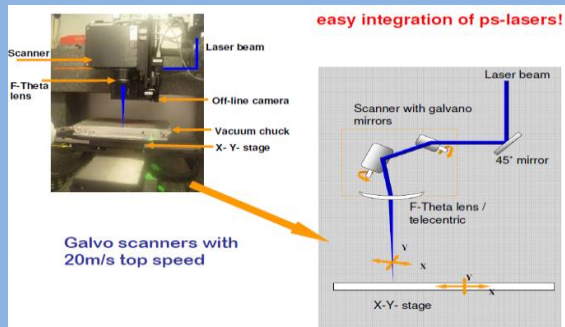 easy integration of ps-lasers!
Scanner
F-Theta
lens
Laser beam
Off-line camera
Vacuum chuck
X- Y- stage
Galvo scanners with
20m/s top speed
Laser beam
Scanner with galvano
mirrors
45° mirror
F-Theta lens /
telecentric
Y
X
Y
X
X-Y- stage